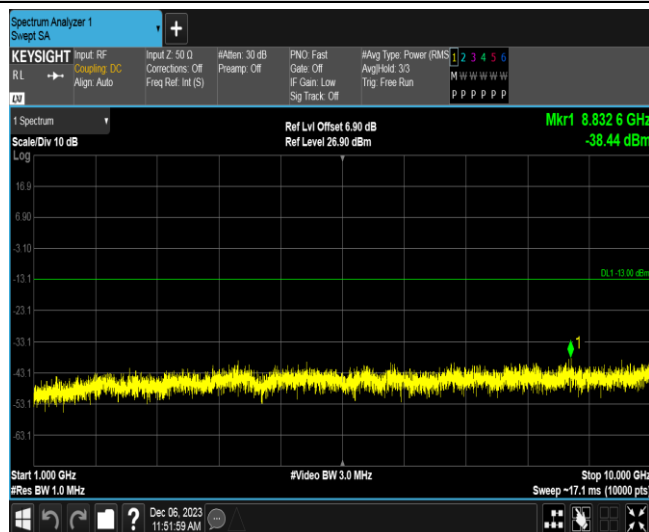 Spectrum Analyzer 1
Swept SA
KEYSIGHT
RL
LXI
Input: RF
Coupling: DC
Align: Auto
Input Z: 50 Ω
Corrections: Off
Freq Ref: Int (S)
#Atten: 30 dB
Preamp: Off
PNO: Fast
Gate: Off
IF Gain: Low
Sig Track: Off
#Avg Type: Power (RMS
Avg|Hold: 3/3
Trig: Free Run
1 2 3 4 5 6
M W W W W W
P P P P P P
1 Spectrum
Scale/Div 10 dB
Log
Ref Lvl Offset 6.90 dB
Ref Level 26.90 dBm
Mkr1 8.832 6 GHz
-38.44 dBm
16.9
6.90
-3.10
-13.1
-23.1
-33.1
-43.1
-53.1
-63.1
DL1 -13.00 dBm
1
Start 1.000 GHz
#Res BW 1.0 MHz
#Video BW 3.0 MHz
Stop 10.000 GHz
Sweep ~17.1 ms (10000 pts)
?
Dec 06, 2023
11:51:59 AM